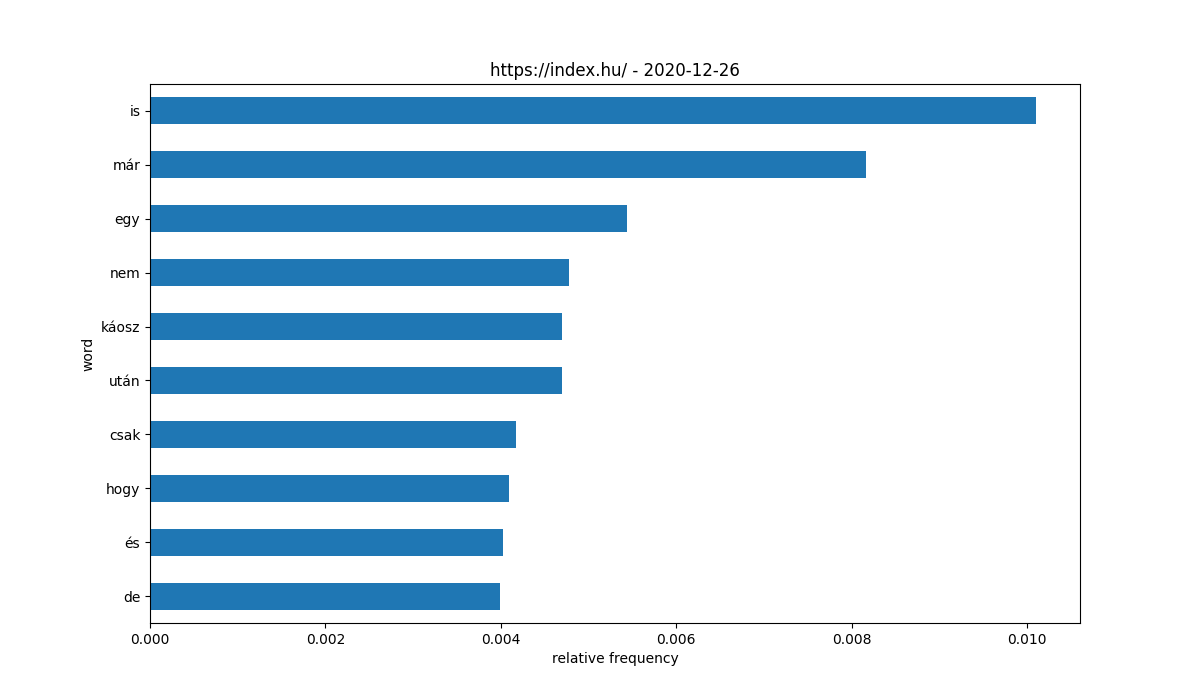 https://index.hu/ - 2020-12-26
is
már
egy
nem
káosz
után
csak
hogy
és
de
word
0.000 0.002 0.004 0.006 0.008 0.010
relative frequency